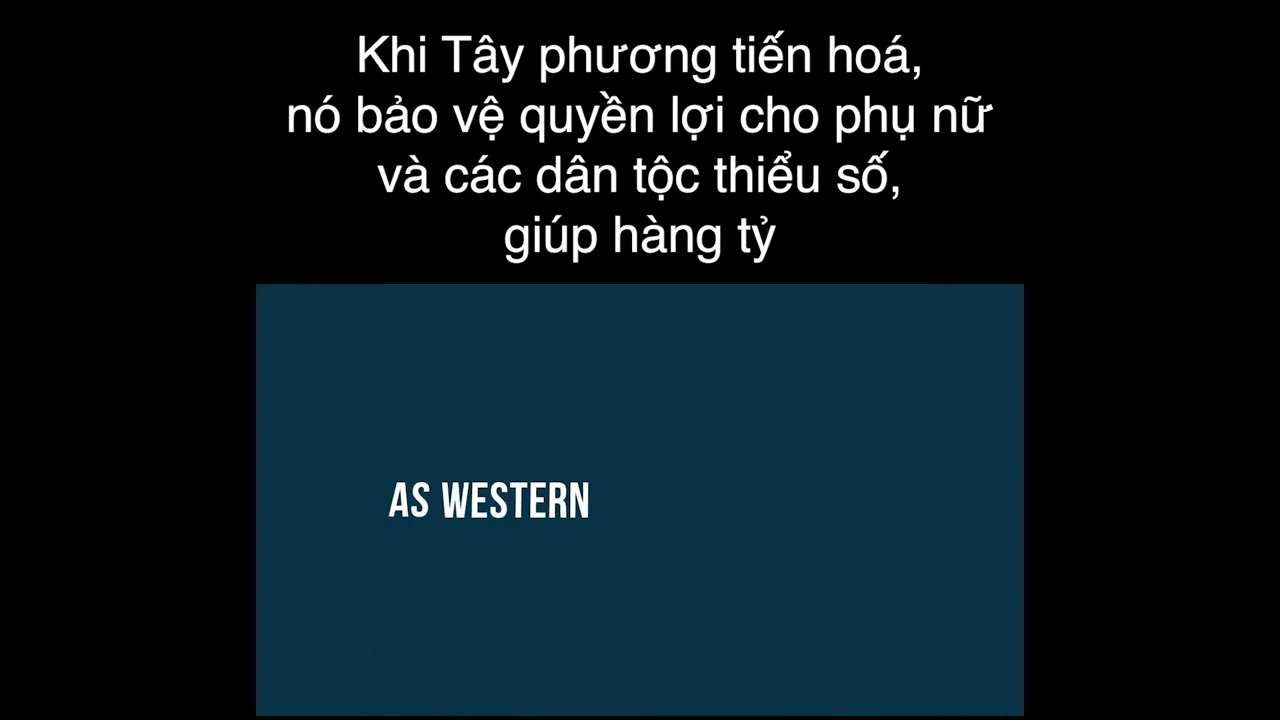 Khi Tây phương tiến hoá,
nó bảo vệ quyền lợi cho phụ nữ
và các dân tộc thiểu số,
giúp hàng tỷ
AS WESTERN